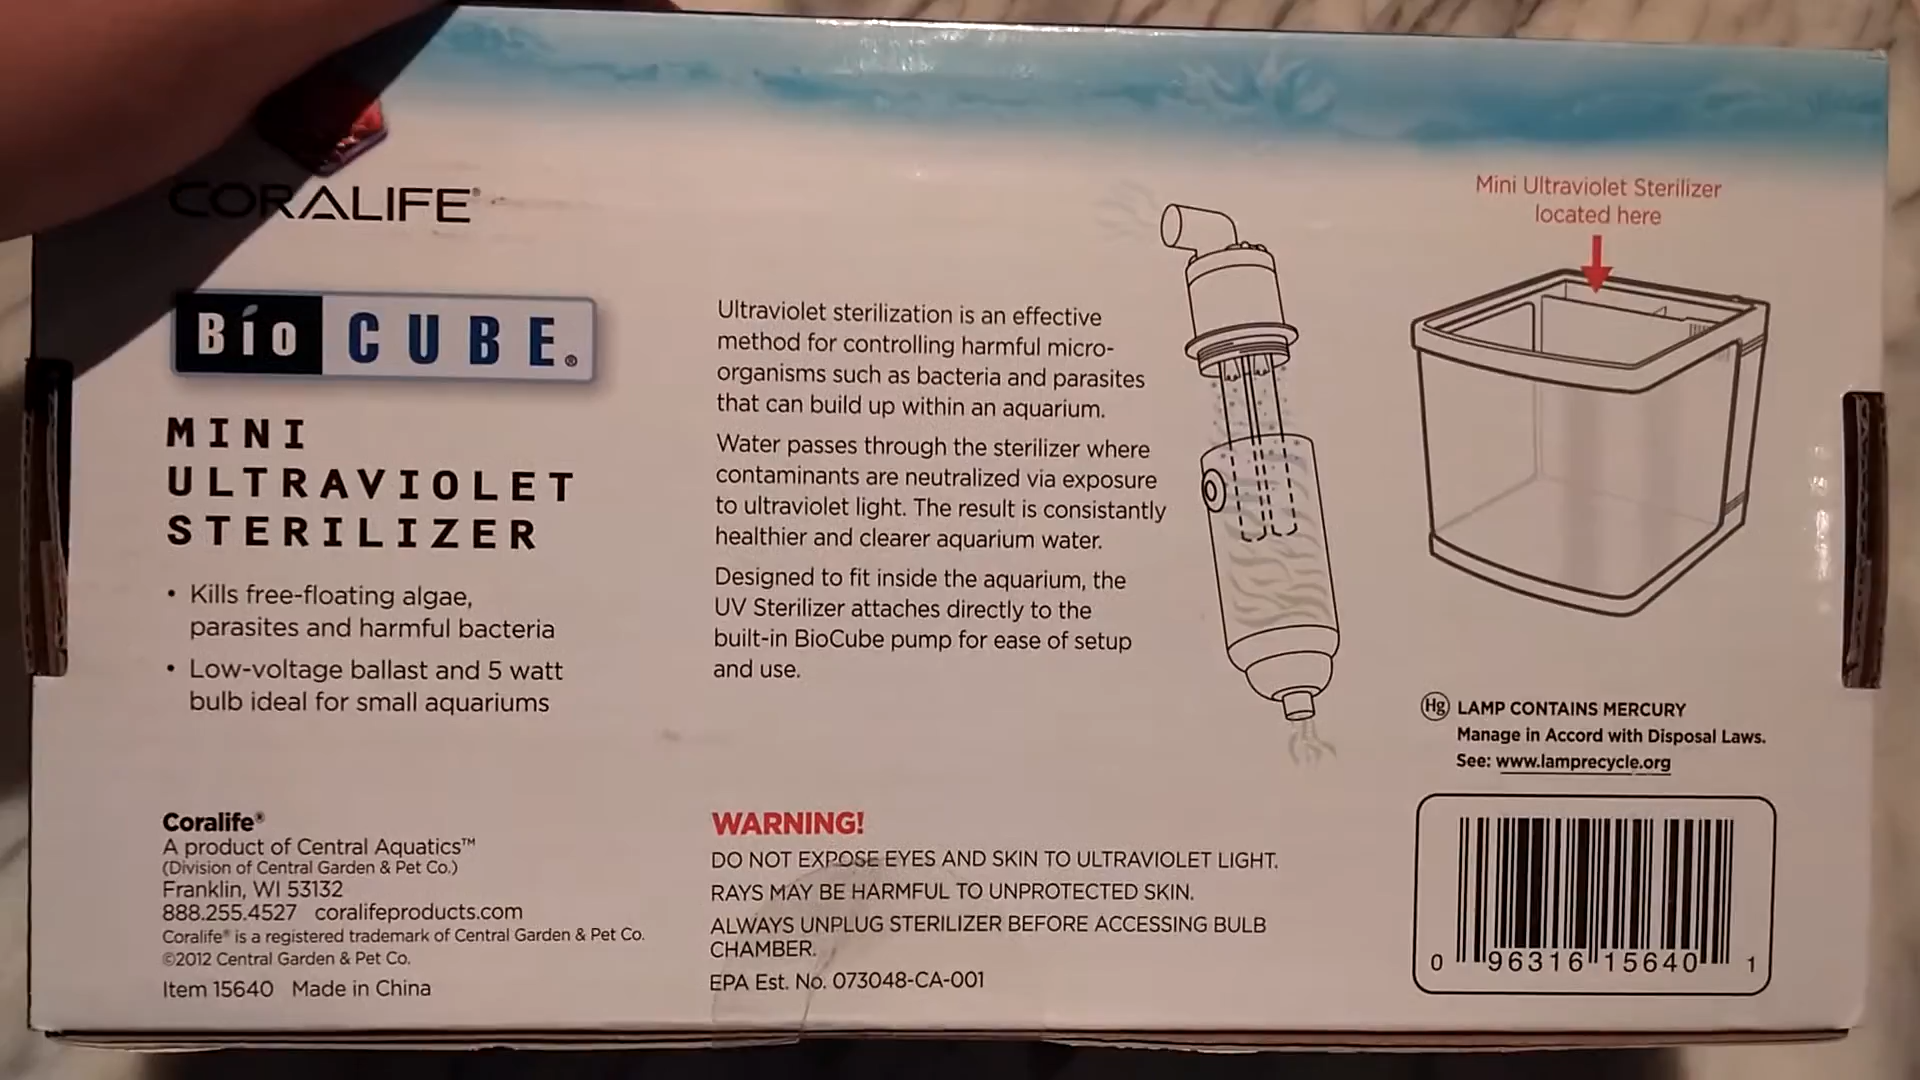 CORALIFE®
Bio CUBE®
MINI
ULTRAVIOLET
STERILIZER
• Kills free-floating algae,
parasites and harmful bacteria
• Low-voltage ballast and 5 watt
bulb ideal for small aquariums
Coralife®
A product of Central Aquatics™
(Division of Central Garden & Pet Co.)
Franklin, WI 53132
888.255.4527 coralifeproducts.com
Coralife® is a registered trademark of Central Garden & Pet Co.
©2012 Central Garden & Pet Co.
Item 15640 Made in China
Ultraviolet sterilization is an effective
method for controlling harmful micro-
organisms such as bacteria and parasites
that can build up within an aquarium.
Water passes through the sterilizer where
contaminants are neutralized via exposure
to ultraviolet light. The result is consistantly
healthier and clearer aquarium water.
Designed to fit inside the aquarium, the
UV Sterilizer attaches directly to the
built-in BioCube pump for ease of setup
and use.
WARNING!
DO NOT EXPOSE EYES AND SKIN TO ULTRAVIOLET LIGHT.
RAYS MAY BE HARMFUL TO UNPROTECTED SKIN.
ALWAYS UNPLUG STERILIZER BEFORE ACCESSING BULB
CHAMBER.
EPA Est. No. 073048-CA-001
Mini Ultraviolet Sterilizer
located here
Hg LAMP CONTAINS MERCURY
Manage in Accord with Disposal Laws.
See: www.lamprecycle.org
0 96316 15640 1